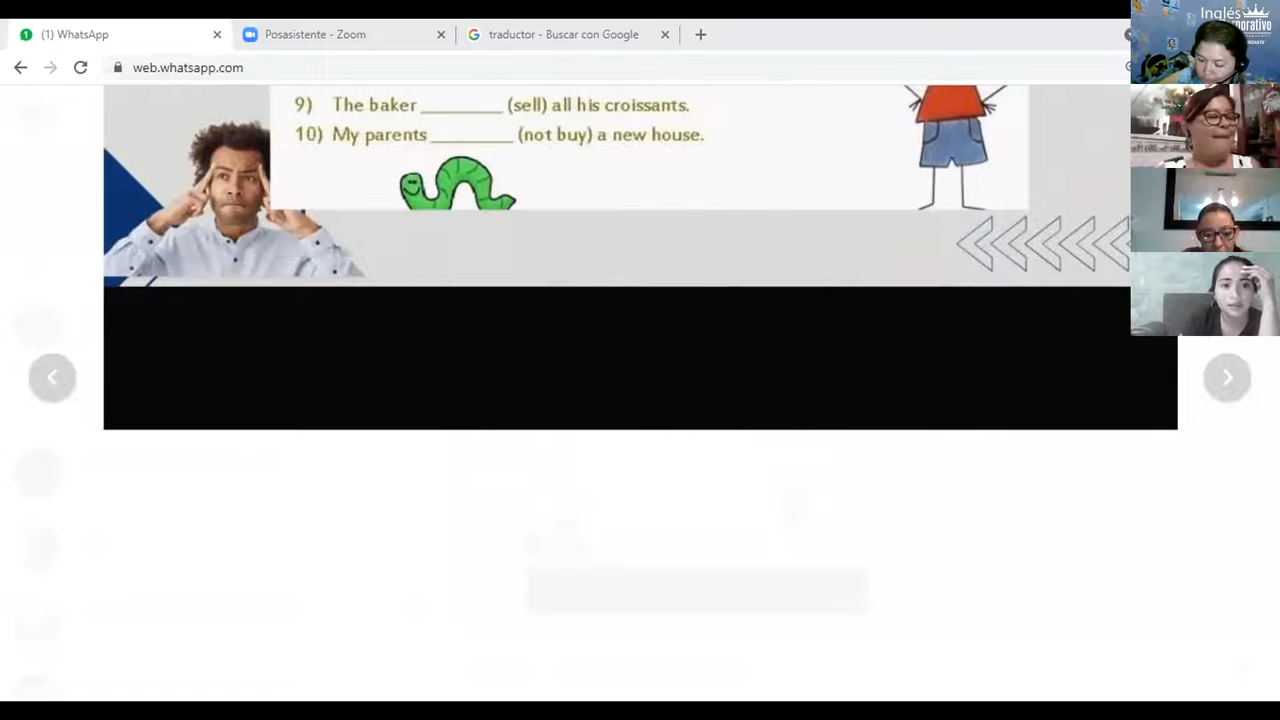 (1) WhatsApp
Posasistente - Zoom
traductor - Buscar con Google
web.whatsapp.com
Inglés
9) The baker ________ (sell) all his croissants.
10) My parents ________ (not buy) a new house.